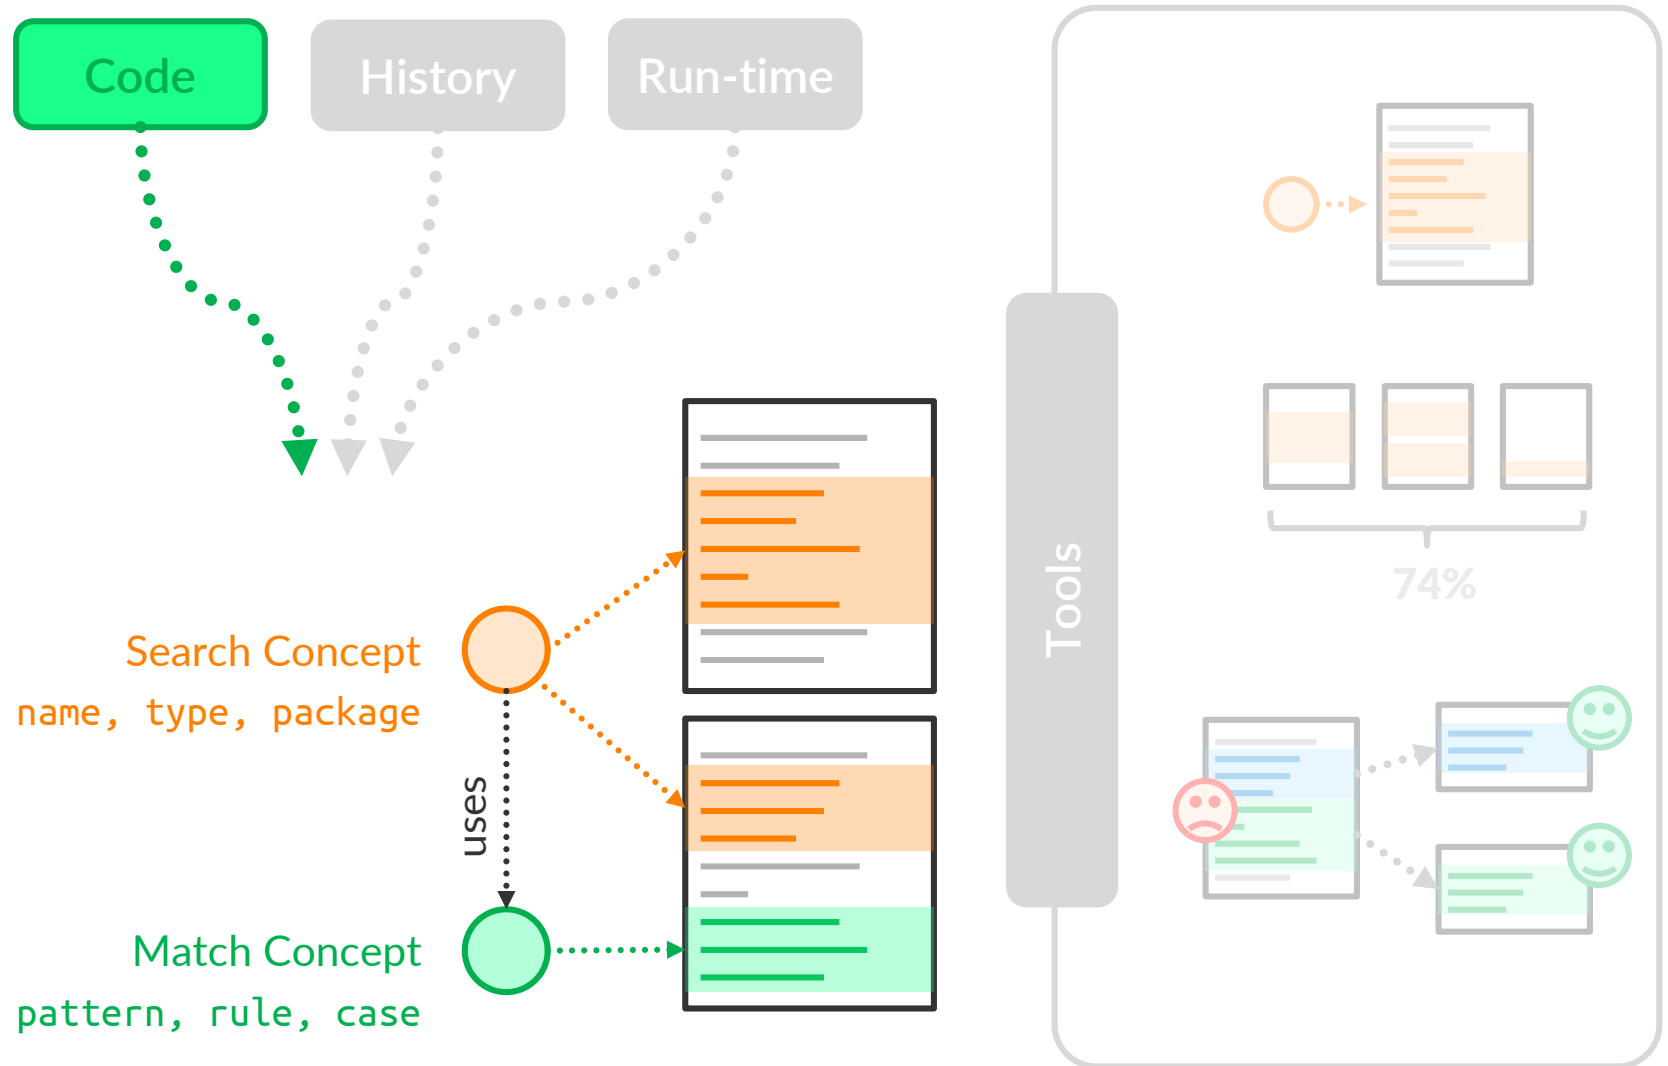 Code
History
Run-time
Tools
74%
Search Concept
name, type, package
uses
Match Concept
pattern, rule, case